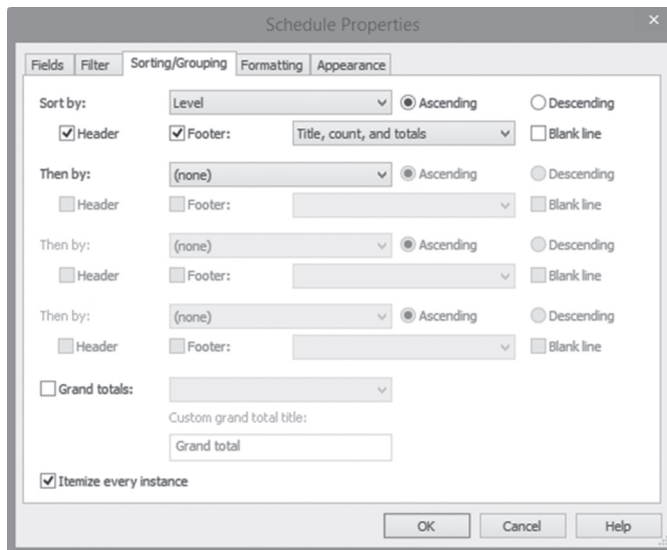 Schedule Properties
Fields Filter Sorting/Grouping Formatting Appearance
Sort by: Level Ascending Descending
Header Footer: Title, count, and totals Blank line
Then by: (none) Ascending Descending
Header Footer: Blank line
Then by: (none) Ascending Descending
Header Footer: Blank line
Then by: (none) Ascending Descending
Header Footer: Blank line
Grand totals:
Custom grand total title:
Grand total
Itemize every instance
OK Cancel Help